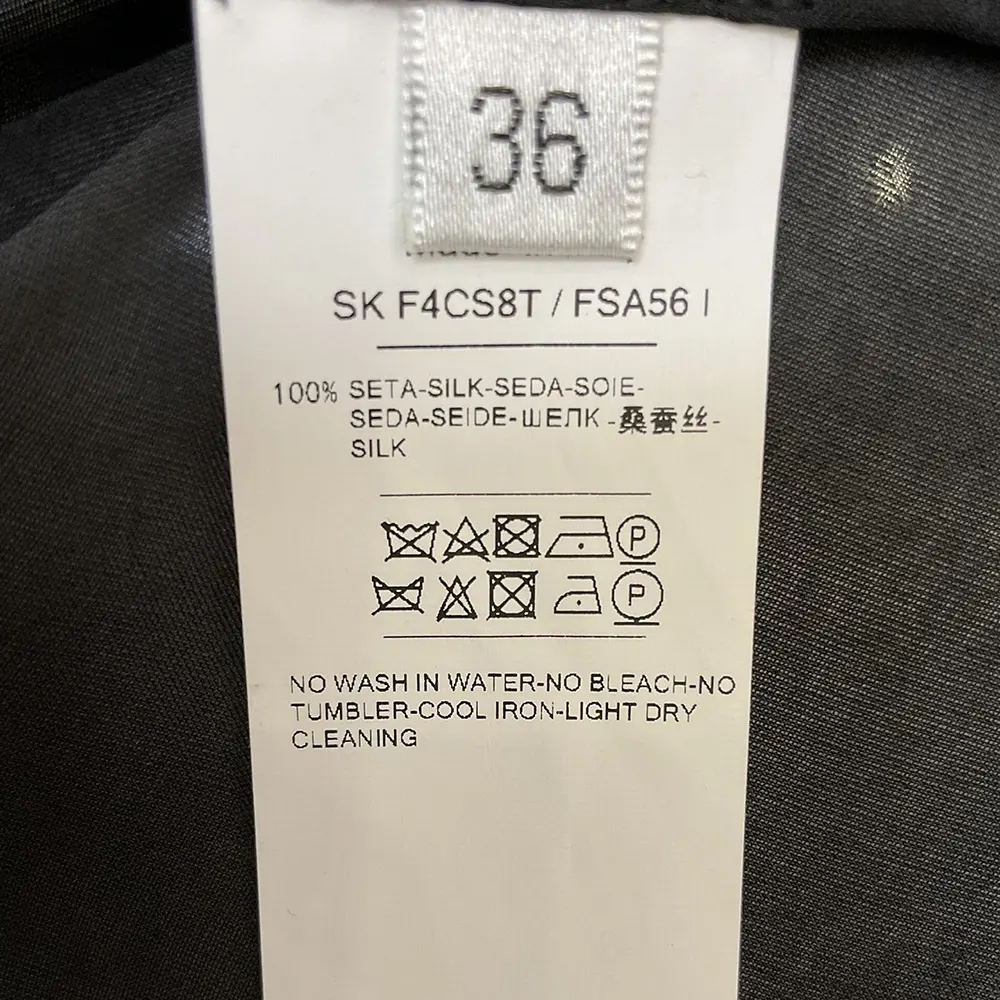 36
SK F4CS8T / FSA56 I
100% SETA-SILK-SEDA-SOIE-
SEDA-SEIDE-ШЕЛК-桑蚕丝-
SILK
P
P
NO WASH IN WATER-NO BLEACH-NO
TUMBLER-COOL IRON-LIGHT DRY
CLEANING